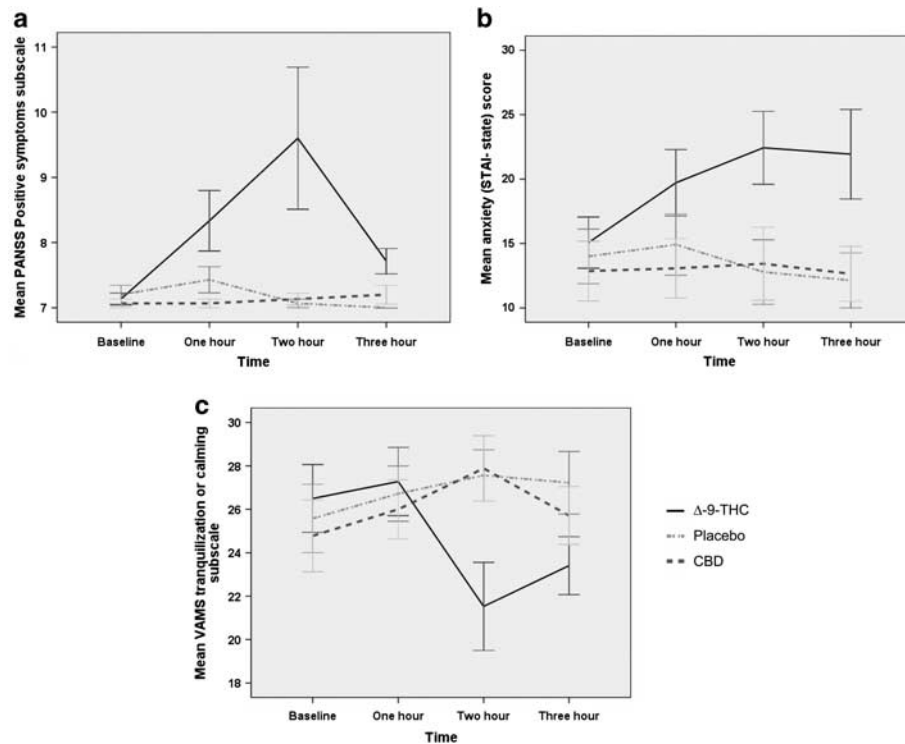 a
Mean PANSS Positive symptoms subscale
11
10
9
8
7
Baseline
One hour
Two hour
Three hour
Time
b
Mean anxiety (STAI- state) score
30
25
20
15
10
Baseline
One hour
Two hour
Three hour
Time
c
Mean VAMS tranquilization or calming
subscale
30
28
26
24
22
20
18
Baseline
One hour
Two hour
Three hour
Time
Δ-9-THC
Placebo
CBD